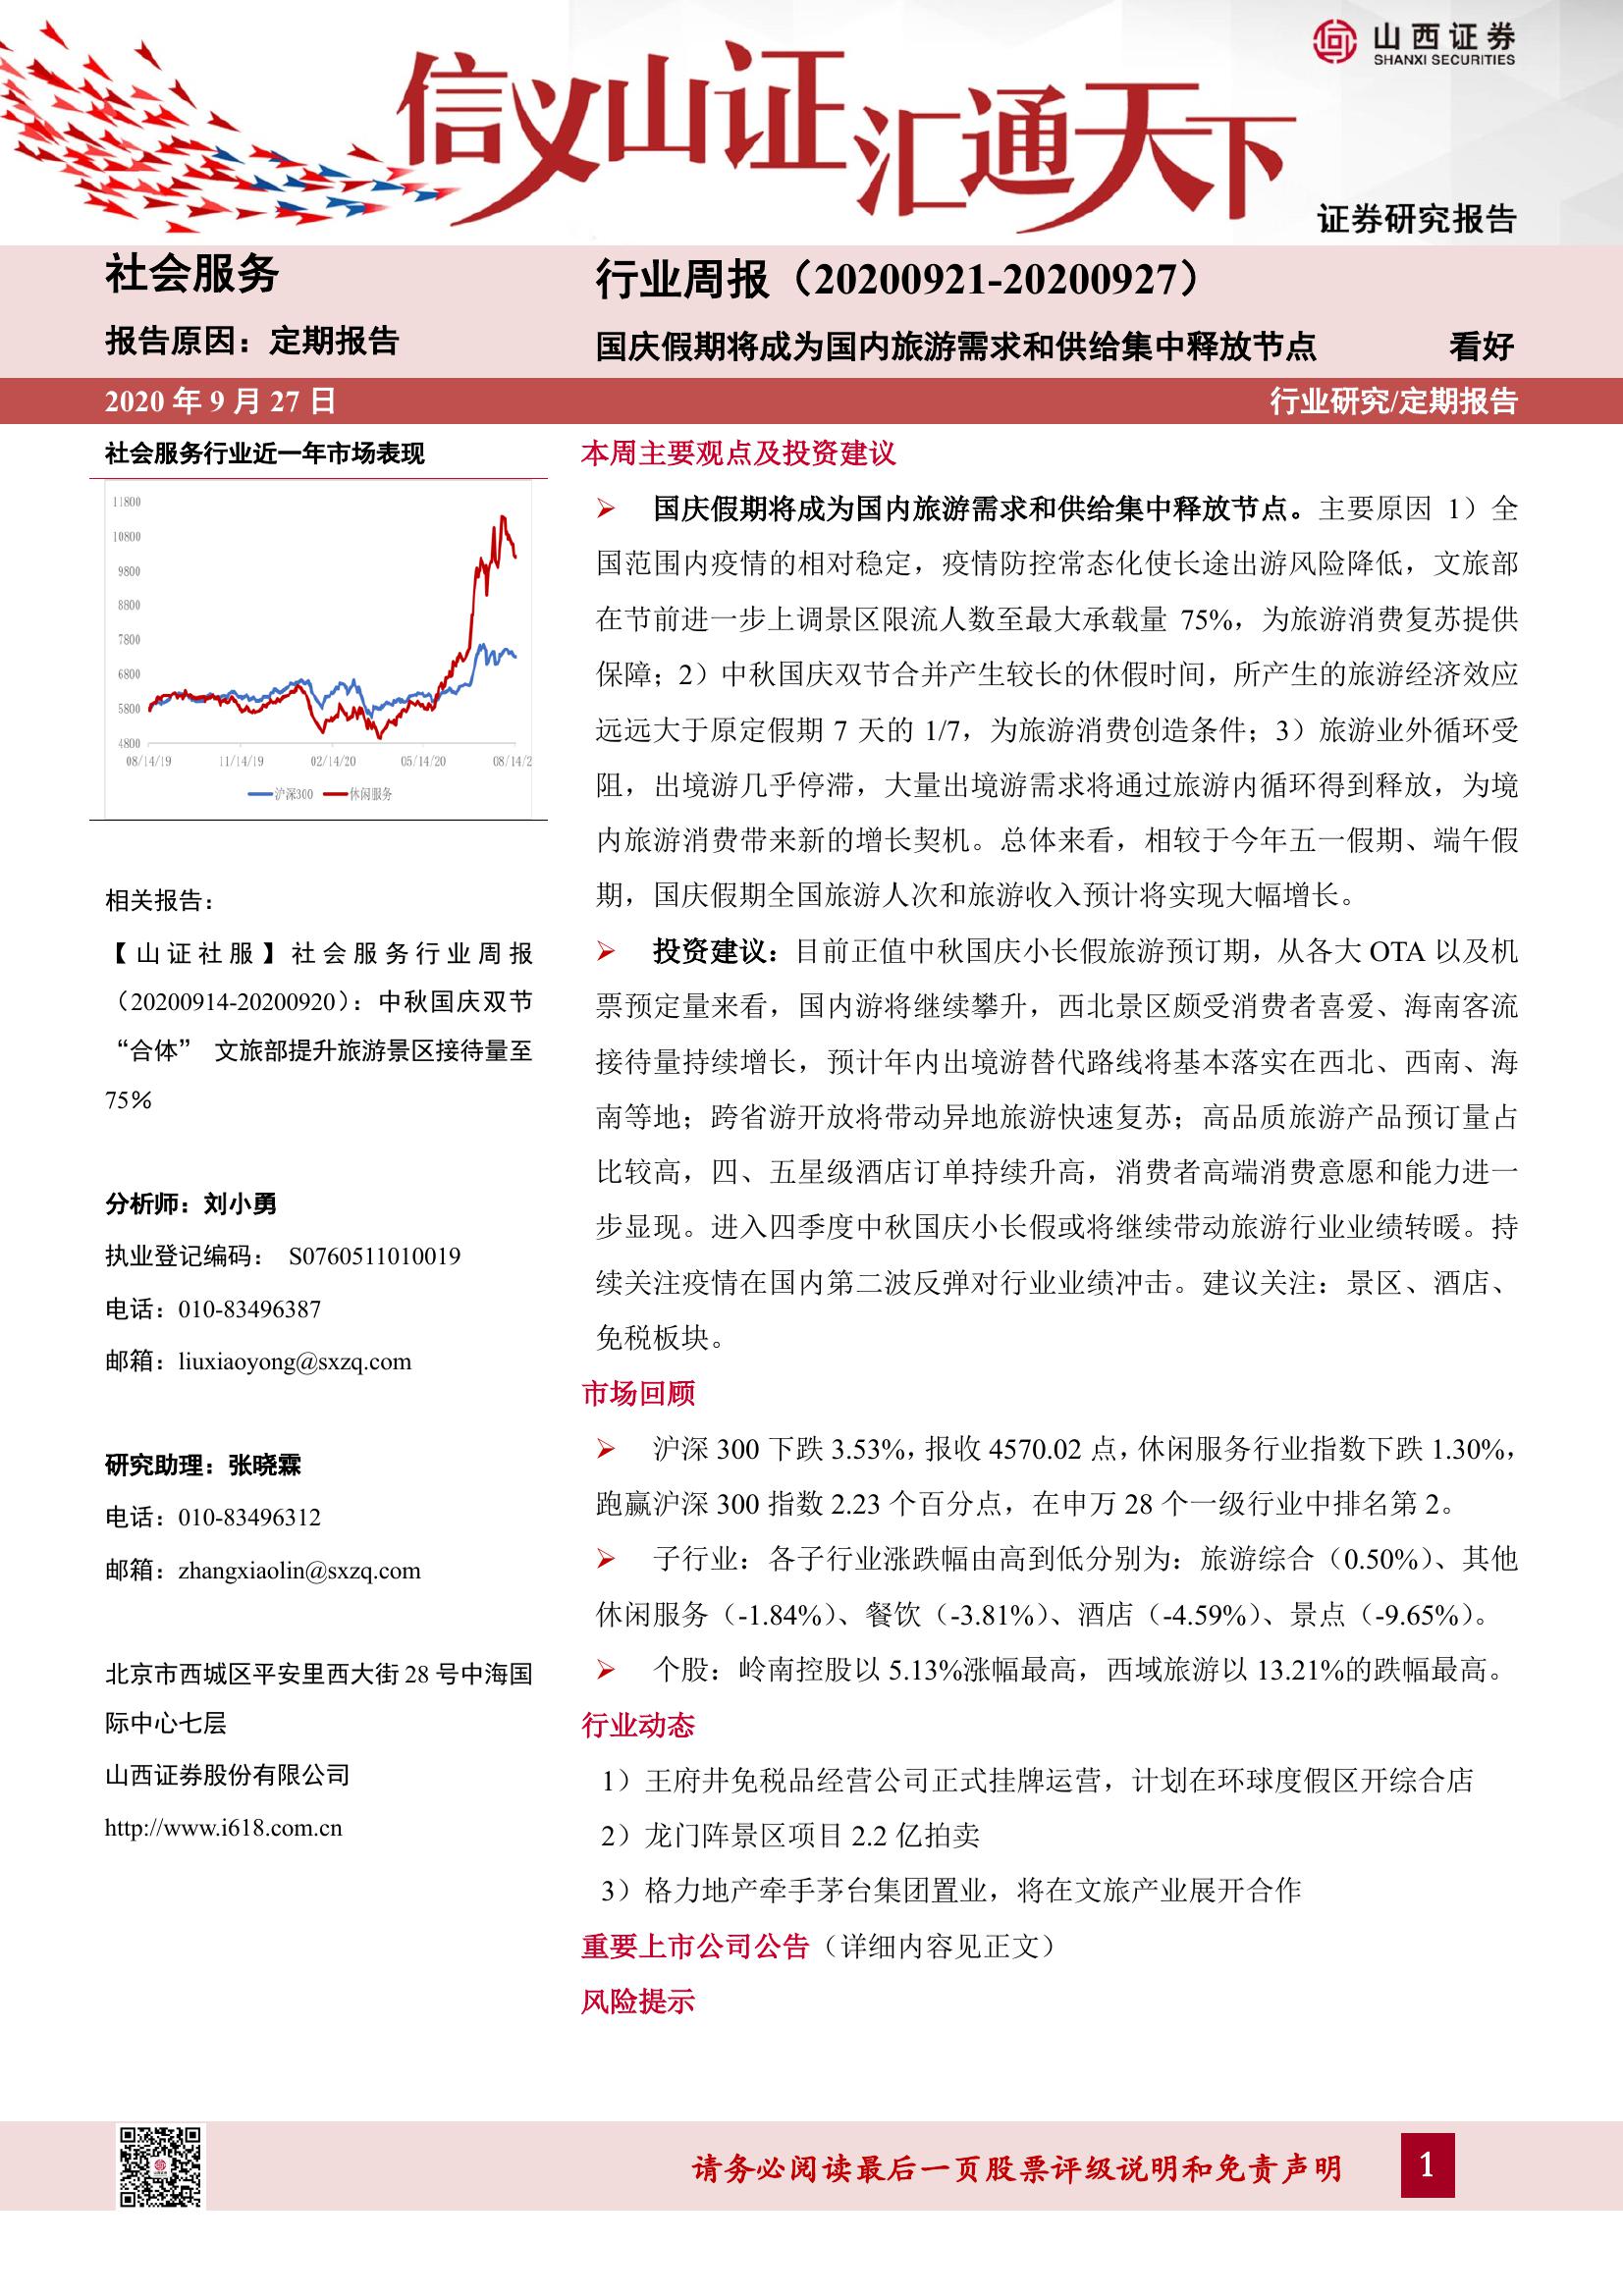 信义山证汇通天下
山西证券
SHANXI SECURITIES
证券研究报告
社会服务
报告原因：定期报告
行业周报（20200921-20200927）
国庆假期将成为国内旅游需求和供给集中释放节点 看好
2020 年 9 月 27 日
行业研究/定期报告
社会服务行业近一年市场表现
11800
10800
9800
8800
7800
6800
5800
4800
08/14/19 11/14/19 02/14/20 05/14/20 08/14/2
沪深300 休闲服务
相关报告：
【山证社服】社会服务行业周报
（20200914-20200920）：中秋国庆双节
“合体” 文旅部提升旅游景区接待量至
75%
分析师：刘小勇
执业登记编码： S0760511010019
电话：010-83496387
邮箱：liuxiaoyong@sxzq.com
研究助理：张晓霖
电话：010-83496312
邮箱：zhangxiaolin@sxzq.com
北京市西城区平安里西大街 28 号中海国
际中心七层
山西证券股份有限公司
http://www.i618.com.cn
本周主要观点及投资建议
➢ 国庆假期将成为国内旅游需求和供给集中释放节点。主要原因 1）全
国范围内疫情的相对稳定，疫情防控常态化使长途出游风险降低，文旅部
在节前进一步上调景区限流人数至最大承载量 75%，为旅游消费复苏提供
保障；2）中秋国庆双节合并产生较长的休假时间，所产生的旅游经济效应
远远大于原定假期 7 天的 1/7，为旅游消费创造条件；3）旅游业外循环受
阻，出境游几乎停滞，大量出境游需求将通过旅游内循环得到释放，为境
内旅游消费带来新的增长契机。总体来看，相较于今年五一假期、端午假
期，国庆假期全国旅游人次和旅游收入预计将实现大幅增长。
➢ 投资建议：目前正值中秋国庆小长假旅游预订期，从各大 OTA 以及机
票预定量来看，国内游将继续攀升，西北景区颇受消费者喜爱、海南客流
接待量持续增长，预计年内出境游替代路线将基本落实在西北、西南、海
南等地；跨省游开放将带动异地旅游快速复苏；高品质旅游产品预订量占
比较高，四、五星级酒店订单持续升高，消费者高端消费意愿和能力进一
步显现。进入四季度中秋国庆小长假或将继续带动旅游行业业绩转暖。持
续关注疫情在国内第二波反弹对行业业绩冲击。建议关注：景区、酒店、
免税板块。
市场回顾
➢ 沪深 300 下跌 3.53%，报收 4570.02 点，休闲服务行业指数下跌 1.30%，
跑赢沪深 300 指数 2.23 个百分点，在申万 28 个一级行业中排名第 2。
➢ 子行业：各子行业涨跌幅由高到低分别为：旅游综合（0.50%）、其他
休闲服务（-1.84%）、餐饮（-3.81%）、酒店（-4.59%）、景点（-9.65%）。
➢ 个股：岭南控股以 5.13%涨幅最高，西域旅游以 13.21%的跌幅最高。
行业动态
1）王府井免税品经营公司正式挂牌运营，计划在环球度假区开综合店
2）龙门阵景区项目 2.2 亿拍卖
3）格力地产牵手茅台集团置业，将在文旅产业展开合作
重要上市公司公告（详细内容见正文）
风险提示
请务必阅读最后一页股票评级说明和免责声明
1